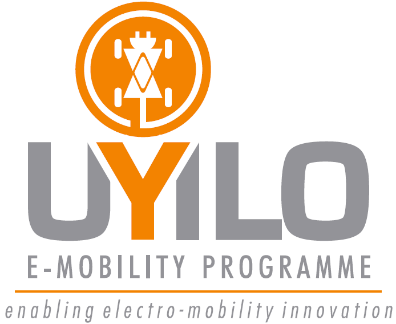 UYILO
E-MOBILITY PROGRAMME
enabling electro-mobility innovation